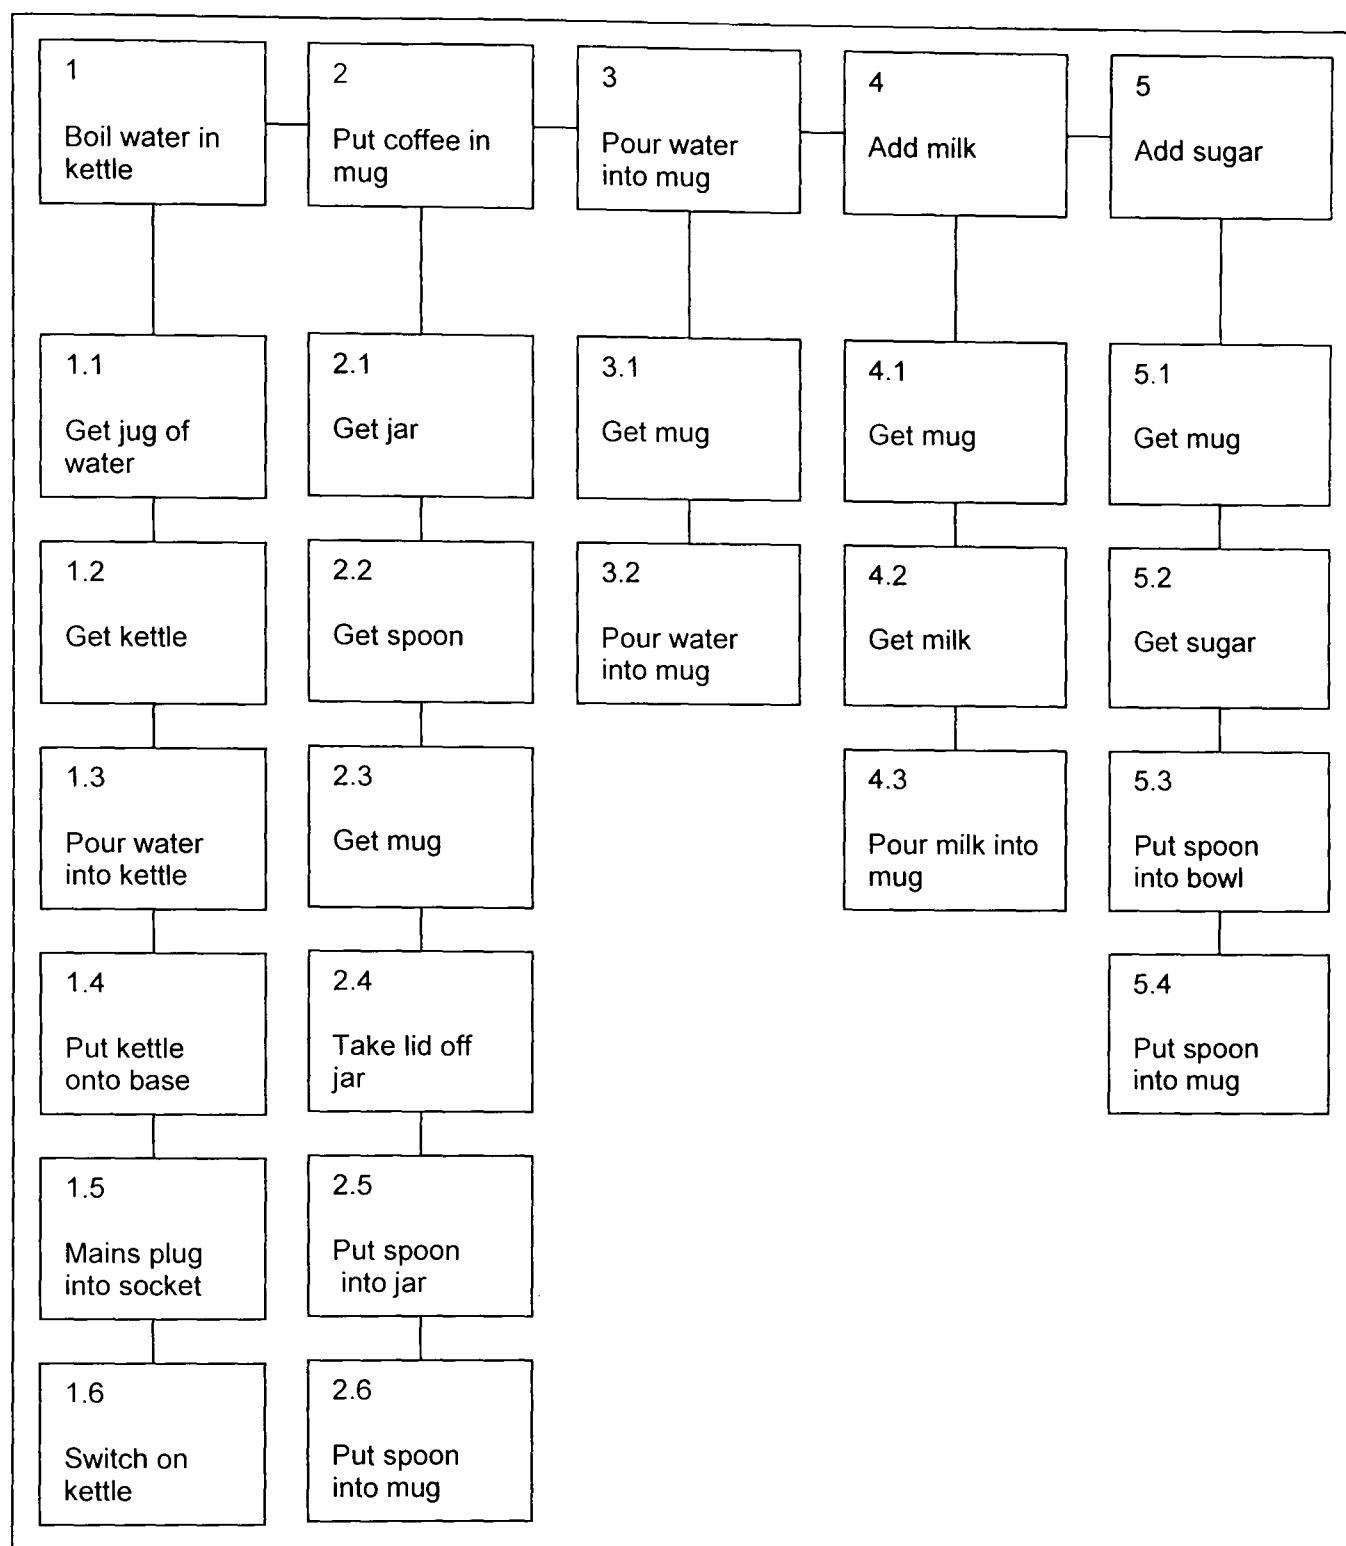 1
Boil water in
kettle
2
Put coffee in
mug
3
Pour water
into mug
4
Add milk
5
Add sugar
1.1
Get jug of
water
2.1
Get jar
3.1
Get mug
4.1
Get mug
5.1
Get mug
1.2
Get kettle
2.2
Get spoon
3.2
Pour water
into mug
4.2
Get milk
5.2
Get sugar
1.3
Pour water
into kettle
2.3
Get mug
4.3
Pour milk into
mug
5.3
Put spoon
into bowl
1.4
Put kettle
onto base
2.4
Take lid off
jar
5.4
Put spoon
into mug
1.5
Mains plug
into socket
2.5
Put spoon
into jar
1.6
Switch on
kettle
2.6
Put spoon
into mug